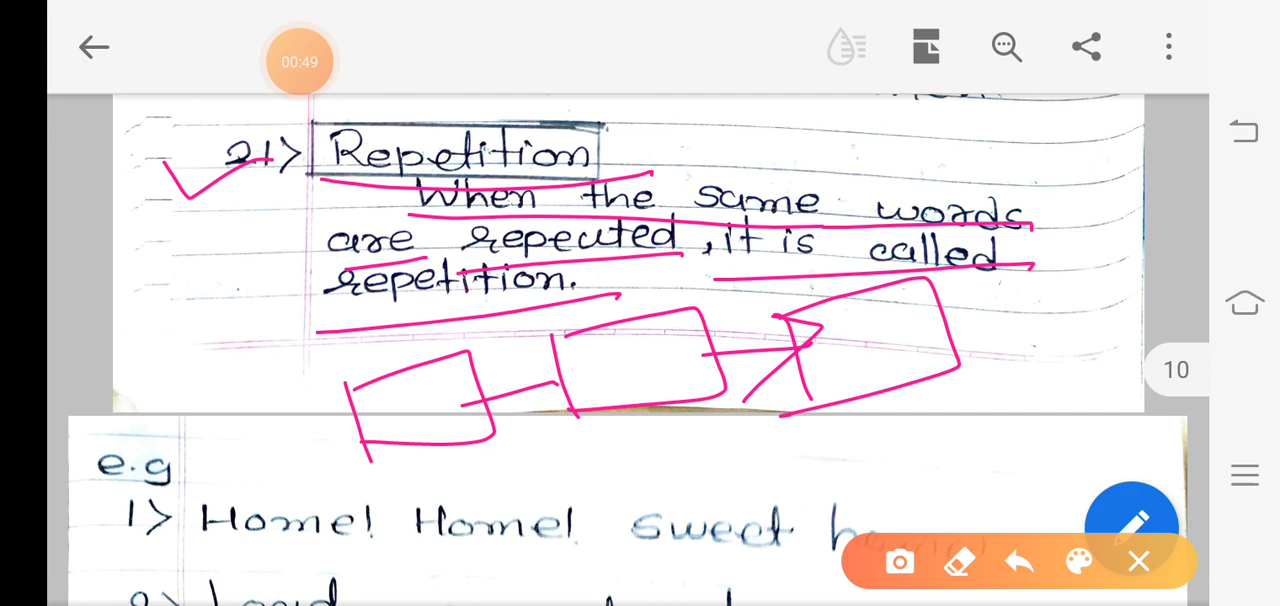 00:49
21> Repetition
When the same words
are repeated, it is called
repetition.
10
e.g
1> Home! Home! sweet